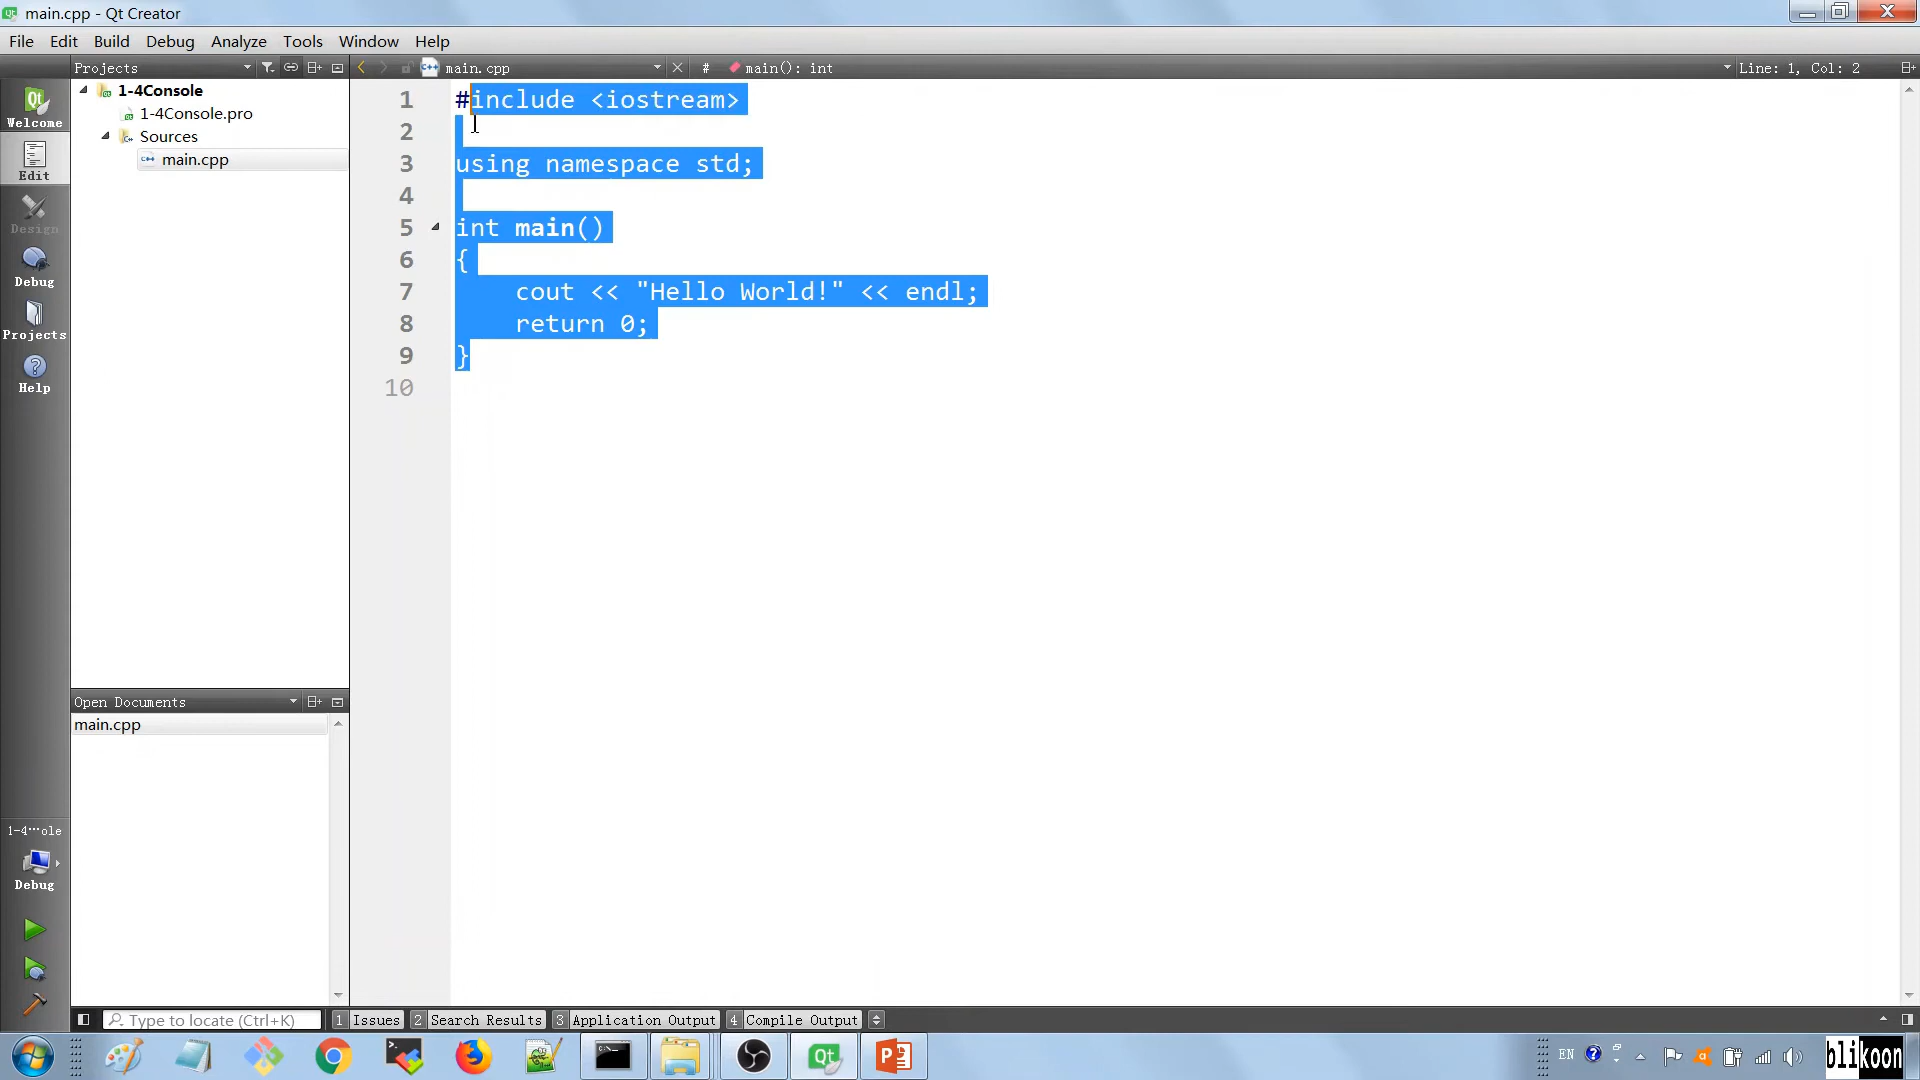 main.cpp - Qt Creator
File Edit Build Debug Analyze Tools Window Help
Projects
main.cpp
# main(): int
Line: 1, Col: 2
Welcome
Edit
Design
Debug
Projects
Help
1-4Console
1-4Console.pro
Sources
main.cpp
1 #include <iostream>
2
3 using namespace std;
4
5 int main()
6 {
7 cout << "Hello World!" << endl;
8 return 0;
9 }
10
Open Documents
main.cpp
1-4…ole
Debug
Type to locate (Ctrl+K)
1 Issues 2 Search Results 3 Application Output 4 Compile Output
EN
blikoon